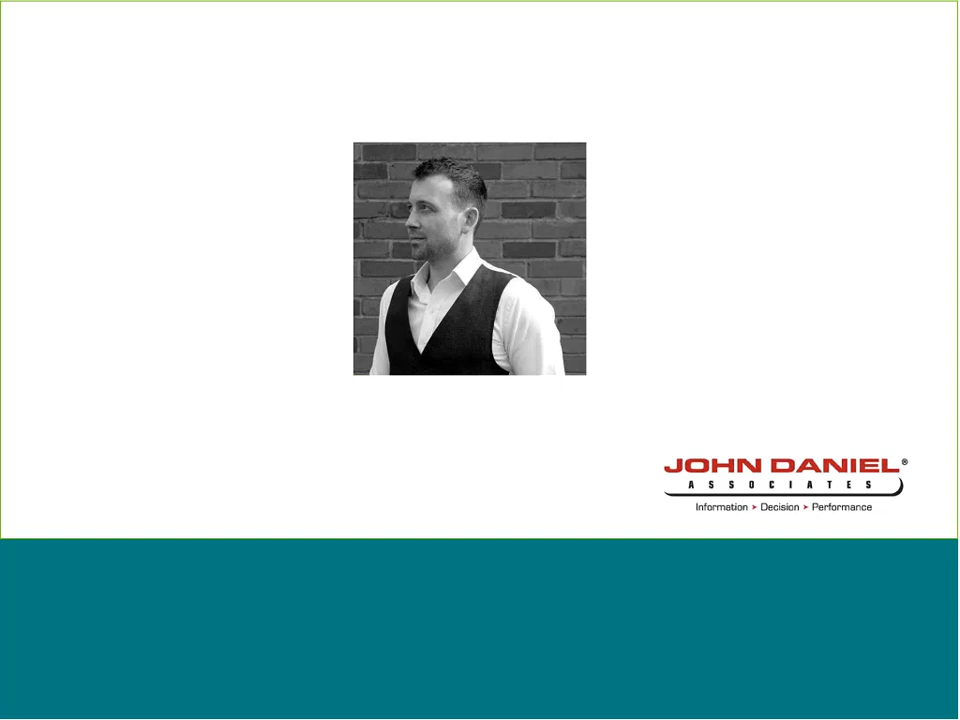 JOHN DANIEL®
ASSOCIATES
Information > Decision > Performance